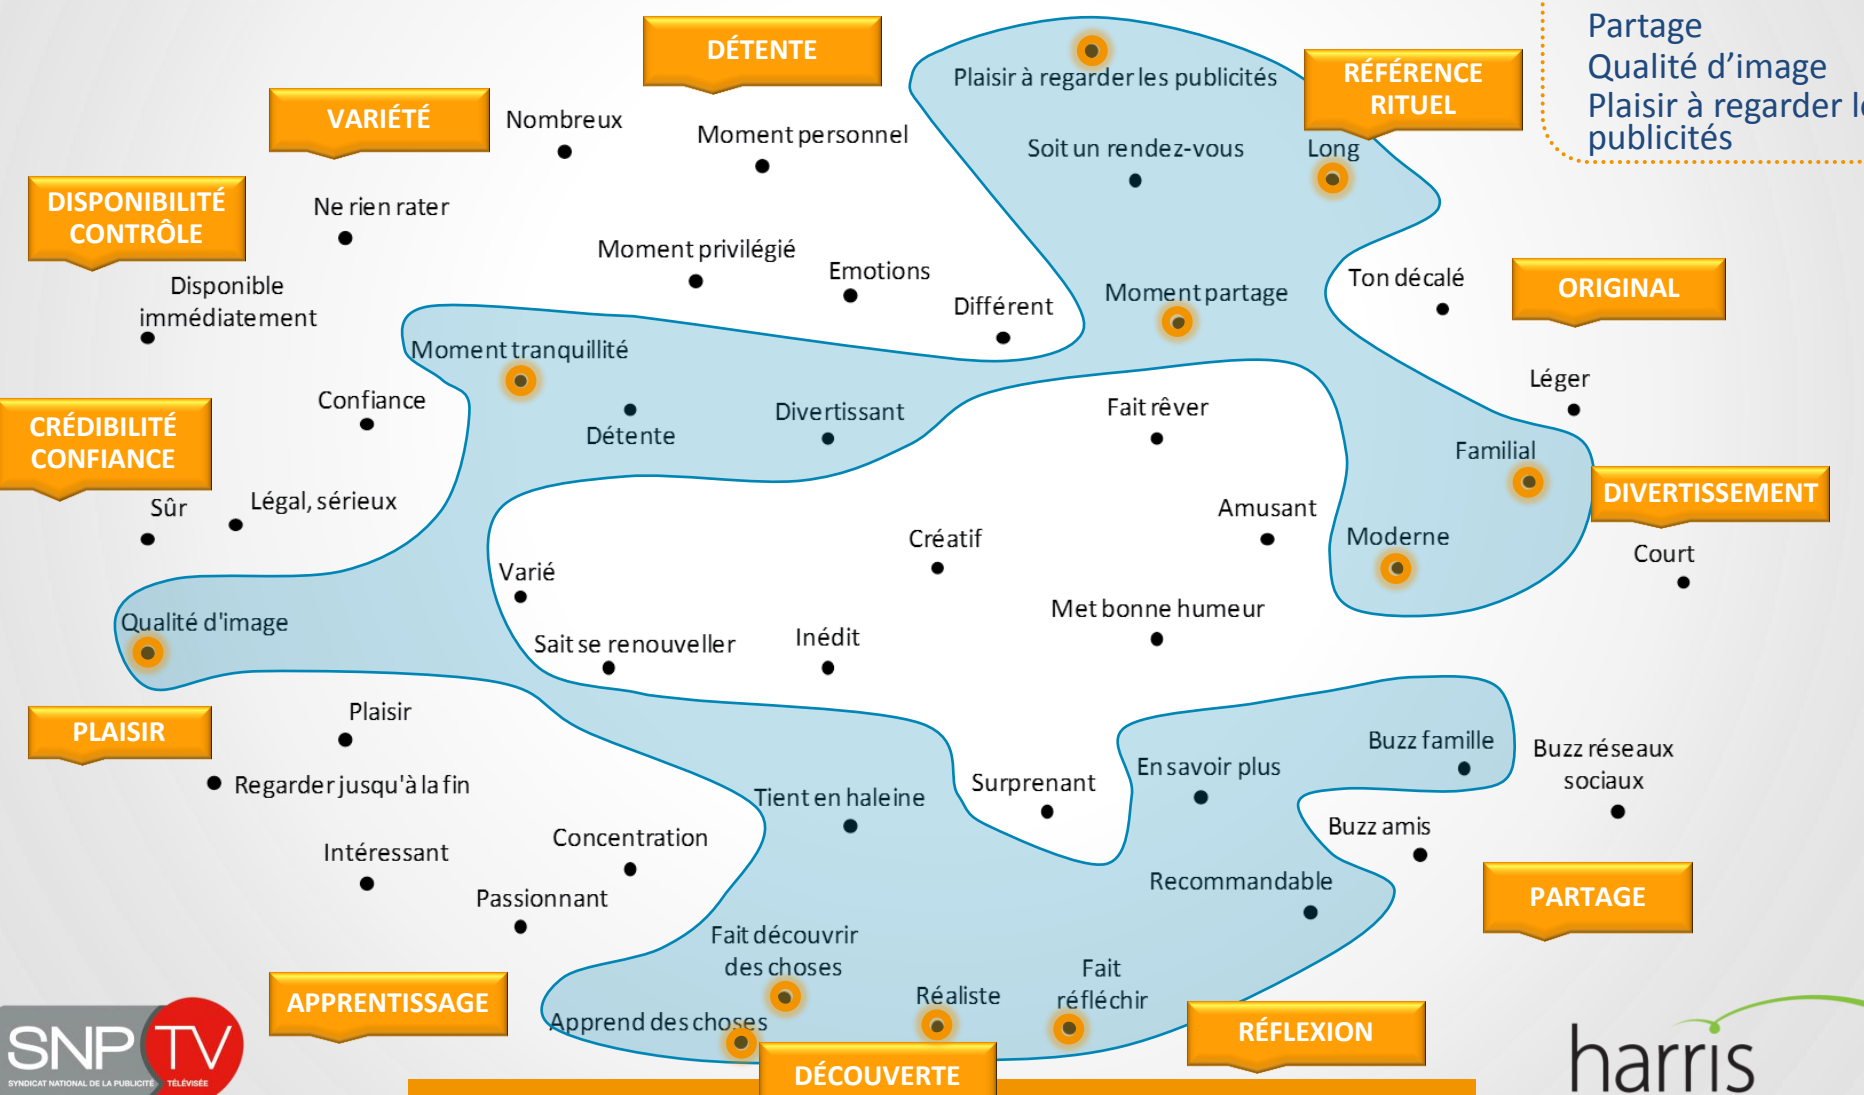 Partage
Qualité d'image
Plaisir à regarder le
publicités
DÉTENTE
RÉFÉRENCE
RITUEL
VARIÉTÉ
DISPONIBILITÉ
CONTRÔLE
CRÉDIBILITÉ
CONFIANCE
ORIGINAL
DIVERTISSEMENT
PLAISIR
PARTAGE
APPRENTISSAGE
RÉFLEXION
DÉCOUVERTE
Plaisir à regarder les publicités
Nombreux
Moment personnel
Soit un rendez-vous
Long
Ne rien rater
Moment privilégié
Emotions
Différent
Moment partage
Ton décalé
Disponible
immédiatement
Moment tranquillité
Léger
Confiance
Détente
Divertissant
Fait rêver
Familial
Sûr
Légal, sérieux
Créatif
Amusant
Moderne
Court
Varié
Qualité d'image
Sait se renouveller
Inédit
Met bonne humeur
Plaisir
Regarder jusqu'à la fin
Tient en haleine
Surprenant
En savoir plus
Buzz famille
Buzz réseaux
sociaux
Buzz amis
Intéressant
Concentration
Passionnant
Recommandable
Fait découvrir
des choses
Apprend des choses
Réaliste
Fait
réfléchir
SNP TV
SYNDICAT NATIONAL DE LA PUBLICITÉ TÉLÉVISÉE
harris